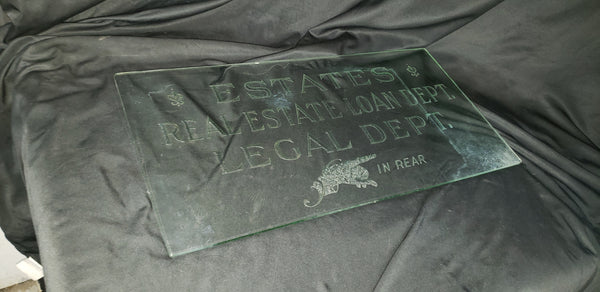 ESTATES
REAL ESTATE LOAN DEPT.
LEGAL DEPT.
IN REAR